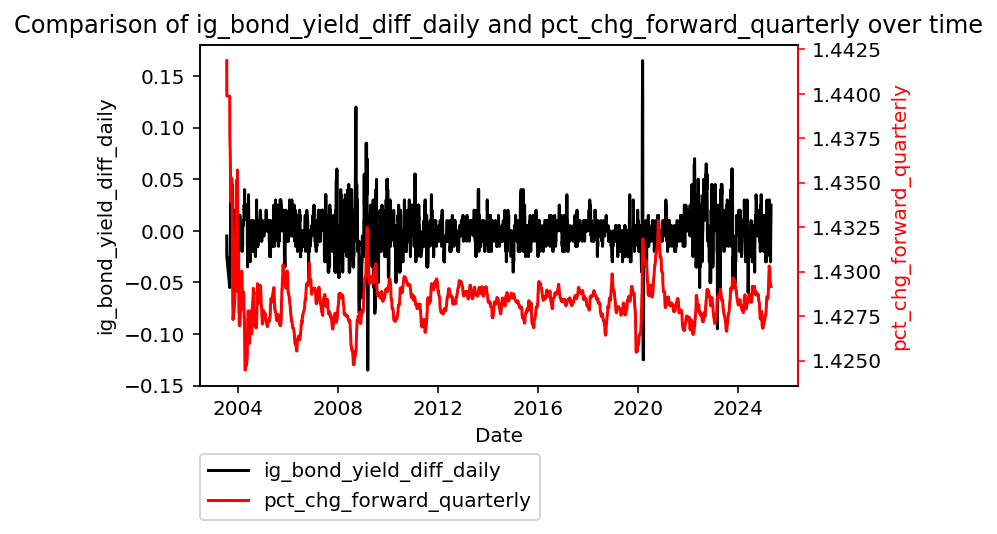 Comparison of ig_bond_yield_diff_daily and pct_chg_forward_quarterly over time
ig_bond_yield_diff_daily
0.15
0.10
0.05
0.00
−0.05
−0.10
−0.15
1.4425
1.4400
1.4375
1.4350
1.4325
1.4300
1.4275
1.4250
pct_chg_forward_quarterly
2004 2008 2012 2016 2020 2024
Date
ig_bond_yield_diff_daily
pct_chg_forward_quarterly